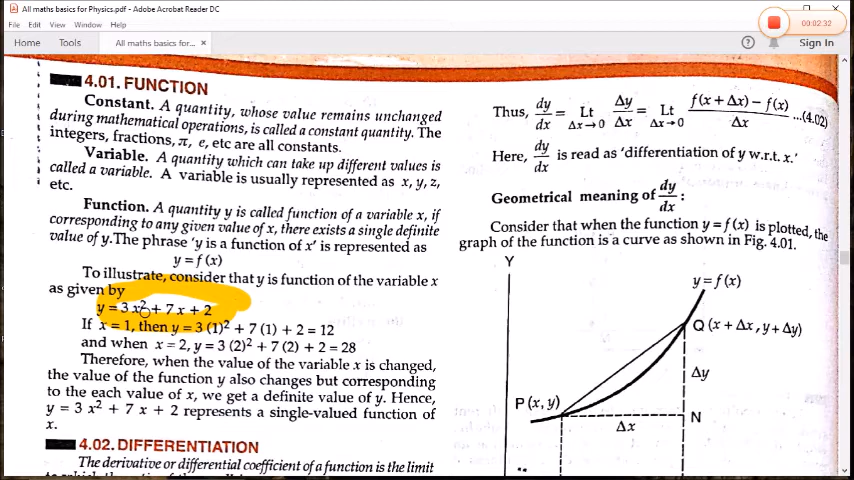 All maths basics for Physics.pdf - Adobe Acrobat Reader DC
File Edit View Window Help
00:02:32
Home Tools All maths basics for... × ? Sign In
4.01. FUNCTION
Constant. A quantity, whose value remains unchanged
during mathematical operations, is called a constant quantity. The
integers, fractions, π, e, etc are all constants.
Variable. A quantity which can take up different values is
called a variable. A variable is usually represented as x, y, z,
etc.
Function. A quantity y is called function of a variable x, if
corresponding to any given value of x, there exists a single definite
value of y. The phrase 'y is a function of x' is represented as
y = f (x)
To illustrate, consider that y is function of the variable x
as given by
y = 3 x² + 7 x + 2
If x = 1, then y = 3 (1)² + 7 (1) + 2 = 12
and when x = 2, y = 3 (2)² + 7 (2) + 2 = 28
Therefore, when the value of the variable x is changed,
the value of the function y also changes but corresponding
to the each value of x, we get a definite value of y. Hence,
y = 3 x² + 7 x + 2 represents a single-valued function of
x.
4.02. DIFFERENTIATION
The derivative or differential coefficient of a function is the limit
Thus, dy/dx = Lt Δx→0 Δy/Δx = Lt Δx→0 f(x + Δx) − f(x)/Δx ...(4.02)
Here, dy/dx is read as 'differentiation of y w.r.t. x.'
Geometrical meaning of dy/dx :
Consider that when the function y = f(x) is plotted, the
graph of the function is a curve as shown in Fig. 4.01.
Y
y = f(x)
Q (x + Δx, y + Δy)
Δy
P(x, y)
N
Δx